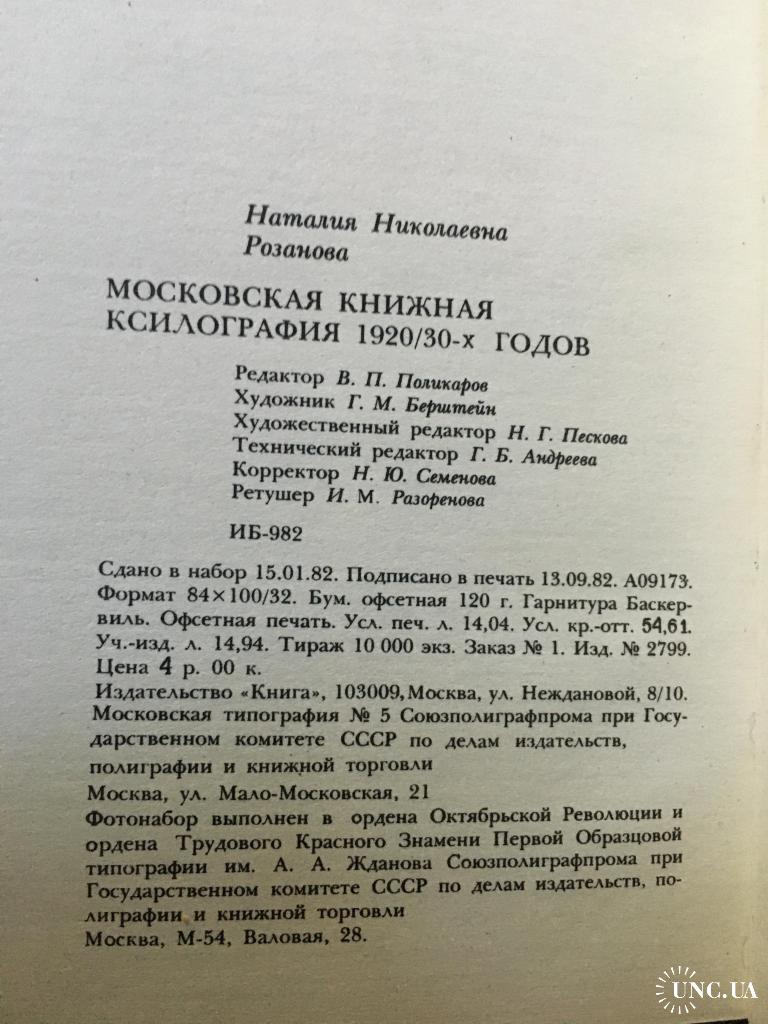 Наталия Николаевна
Розанова
МОСКОВСКАЯ КНИЖНАЯ
КСИЛОГРАФИЯ 1920/30-х ГОДОВ
Редактор В. П. Поликаров
Художник Г. М. Берштейн
Художественный редактор Н. Г. Пескова
Технический редактор Г. Б. Андреева
Корректор Н. Ю. Семенова
Ретушер И. М. Разоренова
ИБ-982
Сдано в набор 15.01.82. Подписано в печать 13.09.82. А09173.
Формат 84×100/32. Бум. офсетная 120 г. Гарнитура Баскер-
виль. Офсетная печать. Усл. печ. л. 14,04. Усл. кр.-отт. 54,61.
Уч.-изд. л. 14,94. Тираж 10 000 экз. Заказ № 1. Изд. № 2799.
Цена 4 р. 00 к.
Издательство «Книга», 103009, Москва, ул. Неждановой, 8/10.
Московская типография № 5 Союзполиграфпрома при Госу-
дарственном комитете СССР по делам издательств,
полиграфии и книжной торговли
Москва, ул. Мало-Московская, 21
Фотонабор выполнен в ордена Октябрьской Революции и
ордена Трудового Красного Знамени Первой Образцовой
типографии им. А. А. Жданова Союзполиграфпрома при
Государственном комитете СССР по делам издательств, по-
лиграфии и книжной торговли
Москва, М-54, Валовая, 28.
UNC.UA